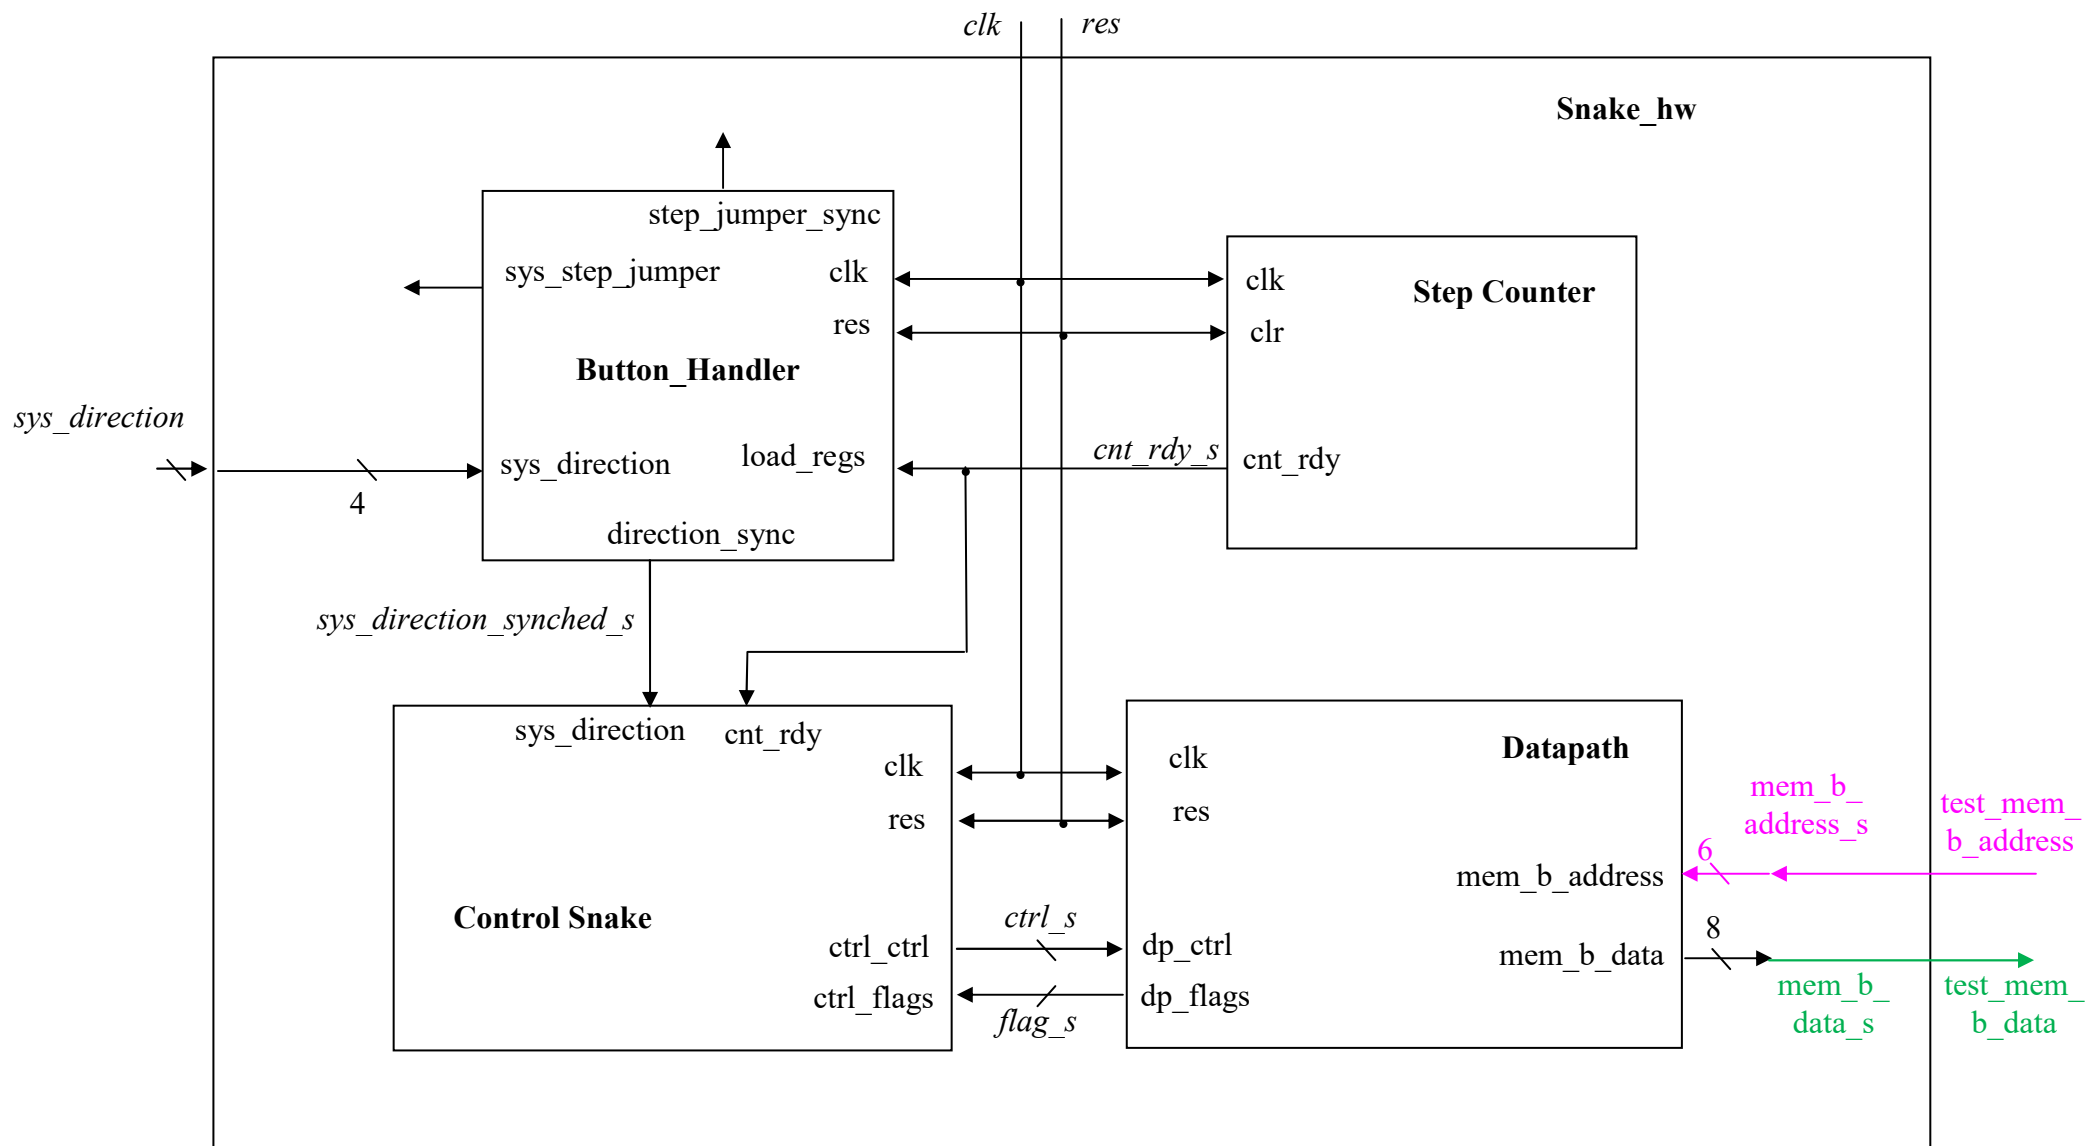 clk
res
Snake_hw
step_jumper_sync
sys_step_jumper
clk
res
Button_Handler
sys_direction
load_regs
direction_sync
clk
Step Counter
clr
cnt_rdy_s
cnt_rdy
sys_direction
4
sys_direction_synched_s
sys_direction
cnt_rdy
clk
res
Control Snake
ctrl_ctrl
ctrl_flags
ctrl_s
flag_s
clk
Datapath
res
mem_b_address
dp_ctrl
mem_b_data
dp_flags
mem_b_
address_s
test_mem_
b_address
6
8
mem_b_
data_s
test_mem_
b_data